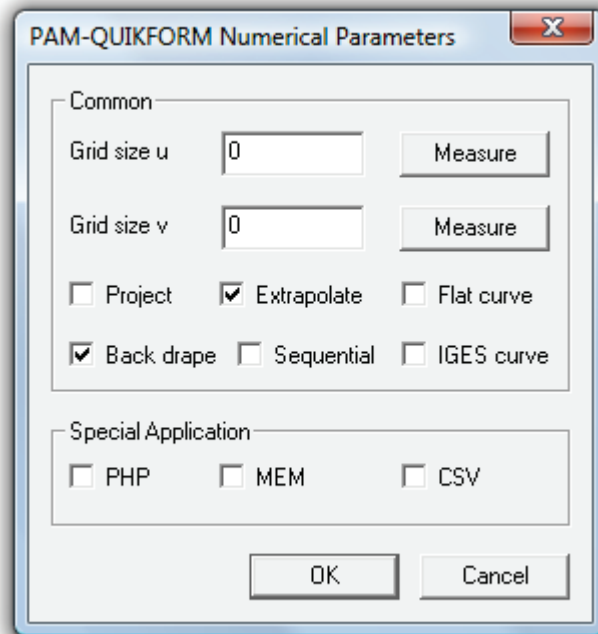 PAM-QUIKFORM Numerical Parameters
Common
Grid size u 0 Measure
Grid size v 0 Measure
Project Extrapolate Flat curve
Back drape Sequential IGES curve
Special Application
PHP MEM CSV
OK Cancel